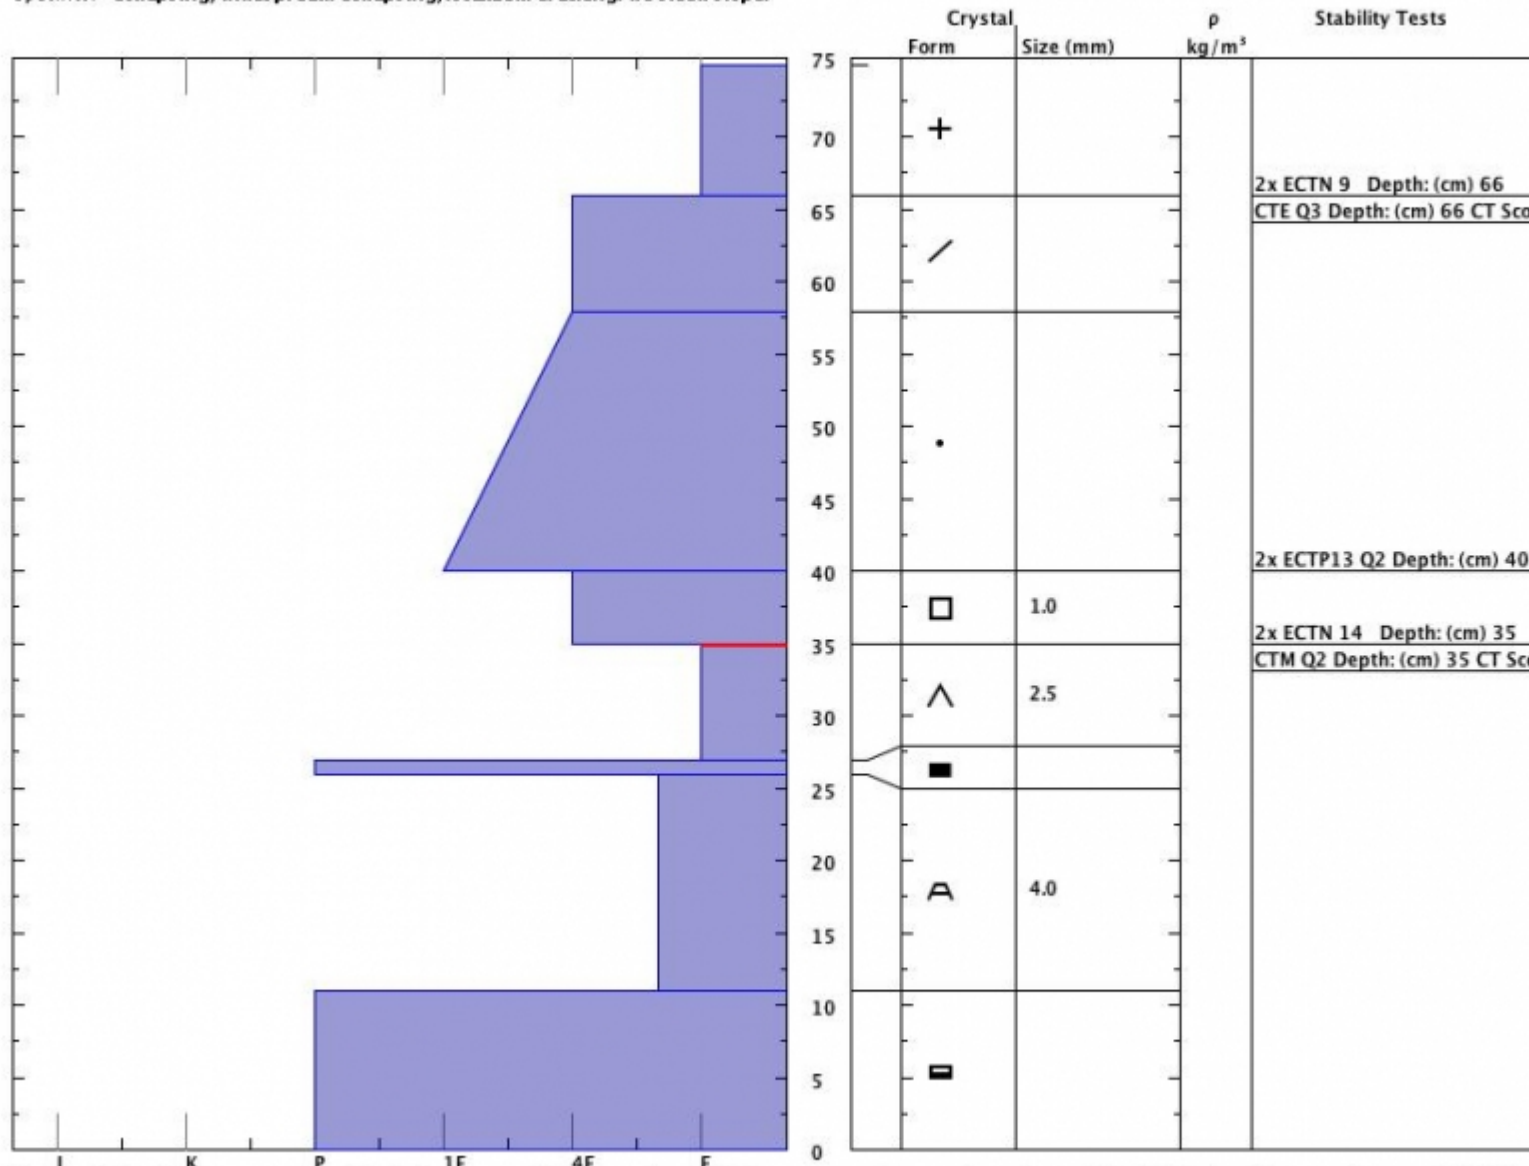 Crystal
ρ
Stability Tests
Form
Size (mm)
kg/m³
75
70
2x ECTN 9 Depth: (cm) 66
65
CTE Q3 Depth: (cm) 66 CT Sco
60
55
50
45
2x ECTP13 Q2 Depth: (cm) 40
40
1.0
2x ECTN 14 Depth: (cm) 35
35
CTM Q2 Depth: (cm) 35 CT Sco
2.5
30
25
20
4.0
15
10
5
0
I K P 1F 4F F